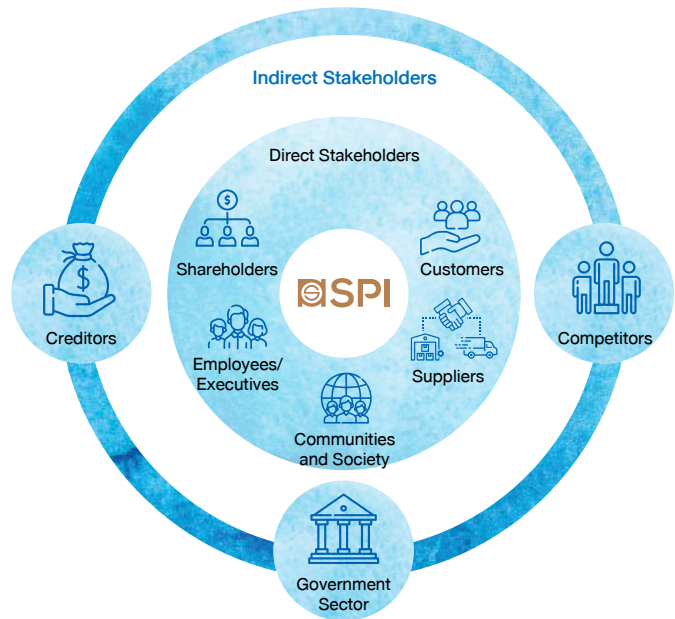 Indirect Stakeholders
Direct Stakeholders
$
Shareholders
Customers
SPI
$
Creditors
Competitors
Employees/
Executives
Suppliers
Communities
and Society
Government
Sector